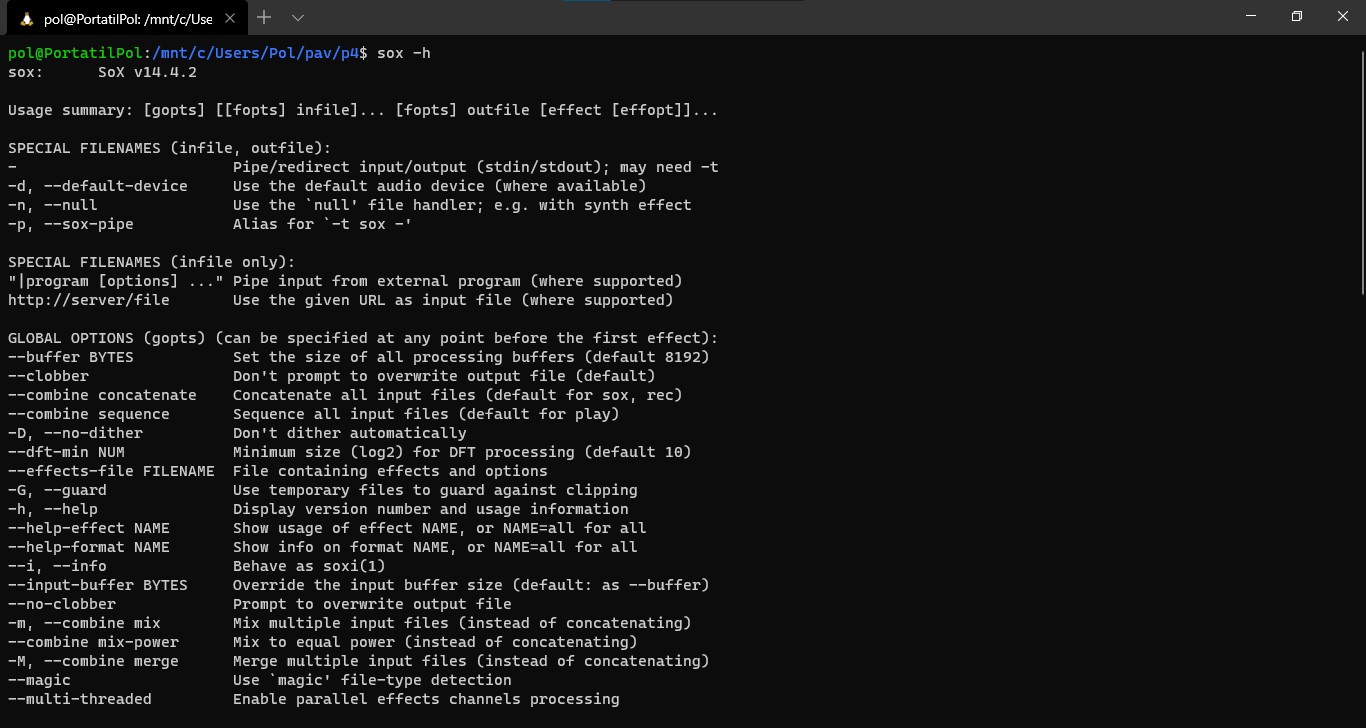 pol@PortatilPol: /mnt/c/Use
pol@PortatilPol:/mnt/c/Users/Pol/pav/p4$ sox -h
sox:      SoX v14.4.2

Usage summary: [gopts] [[fopts] infile]... [fopts] outfile [effect [effopt]]...

SPECIAL FILENAMES (infile, outfile):
-                        Pipe/redirect input/output (stdin/stdout); may need -t
-d, --default-device     Use the default audio device (where available)
-n, --null               Use the `null' file handler; e.g. with synth effect
-p, --sox-pipe           Alias for `-t sox -'

SPECIAL FILENAMES (infile only):
"|program [options] ..." Pipe input from external program (where supported)
http://server/file       Use the given URL as input file (where supported)

GLOBAL OPTIONS (gopts) (can be specified at any point before the first effect):
--buffer BYTES           Set the size of all processing buffers (default 8192)
--clobber                Don't prompt to overwrite output file (default)
--combine concatenate    Concatenate all input files (default for sox, rec)
--combine sequence       Sequence all input files (default for play)
-D, --no-dither          Don't dither automatically
--dft-min NUM            Minimum size (log2) for DFT processing (default 10)
--effects-file FILENAME  File containing effects and options
-G, --guard              Use temporary files to guard against clipping
-h, --help               Display version number and usage information
--help-effect NAME       Show usage of effect NAME, or NAME=all for all
--help-format NAME       Show info on format NAME, or NAME=all for all
--i, --info              Behave as soxi(1)
--input-buffer BYTES     Override the input buffer size (default: as --buffer)
--no-clobber             Prompt to overwrite output file
-m, --combine mix        Mix multiple input files (instead of concatenating)
--combine mix-power      Mix to equal power (instead of concatenating)
-M, --combine merge      Merge multiple input files (instead of concatenating)
--magic                  Use `magic' file-type detection
--multi-threaded         Enable parallel effects channels processing